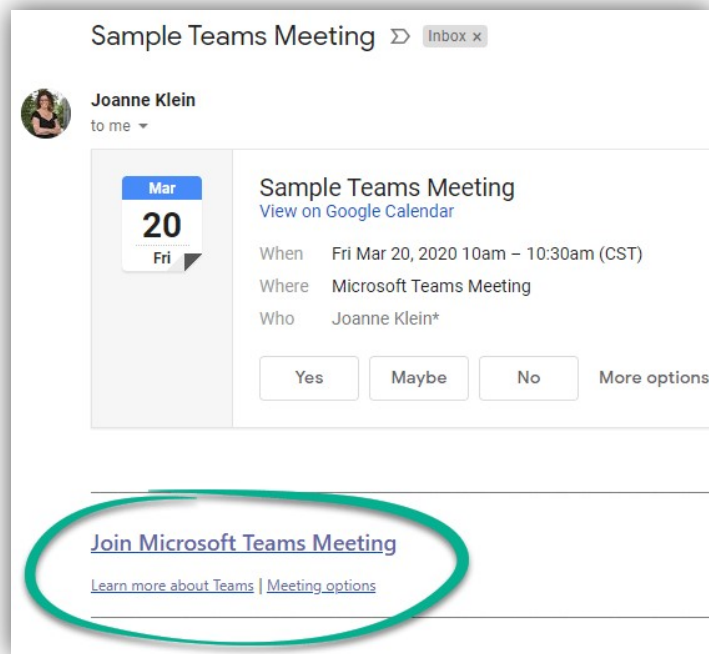 Sample Teams Meeting Inbox x
Joanne Klein
to me
Mar
20
Fri
Sample Teams Meeting
View on Google Calendar
When Fri Mar 20, 2020 10am – 10:30am (CST)
Where Microsoft Teams Meeting
Who Joanne Klein*
Yes Maybe No More options
Join Microsoft Teams Meeting
Learn more about Teams | Meeting options